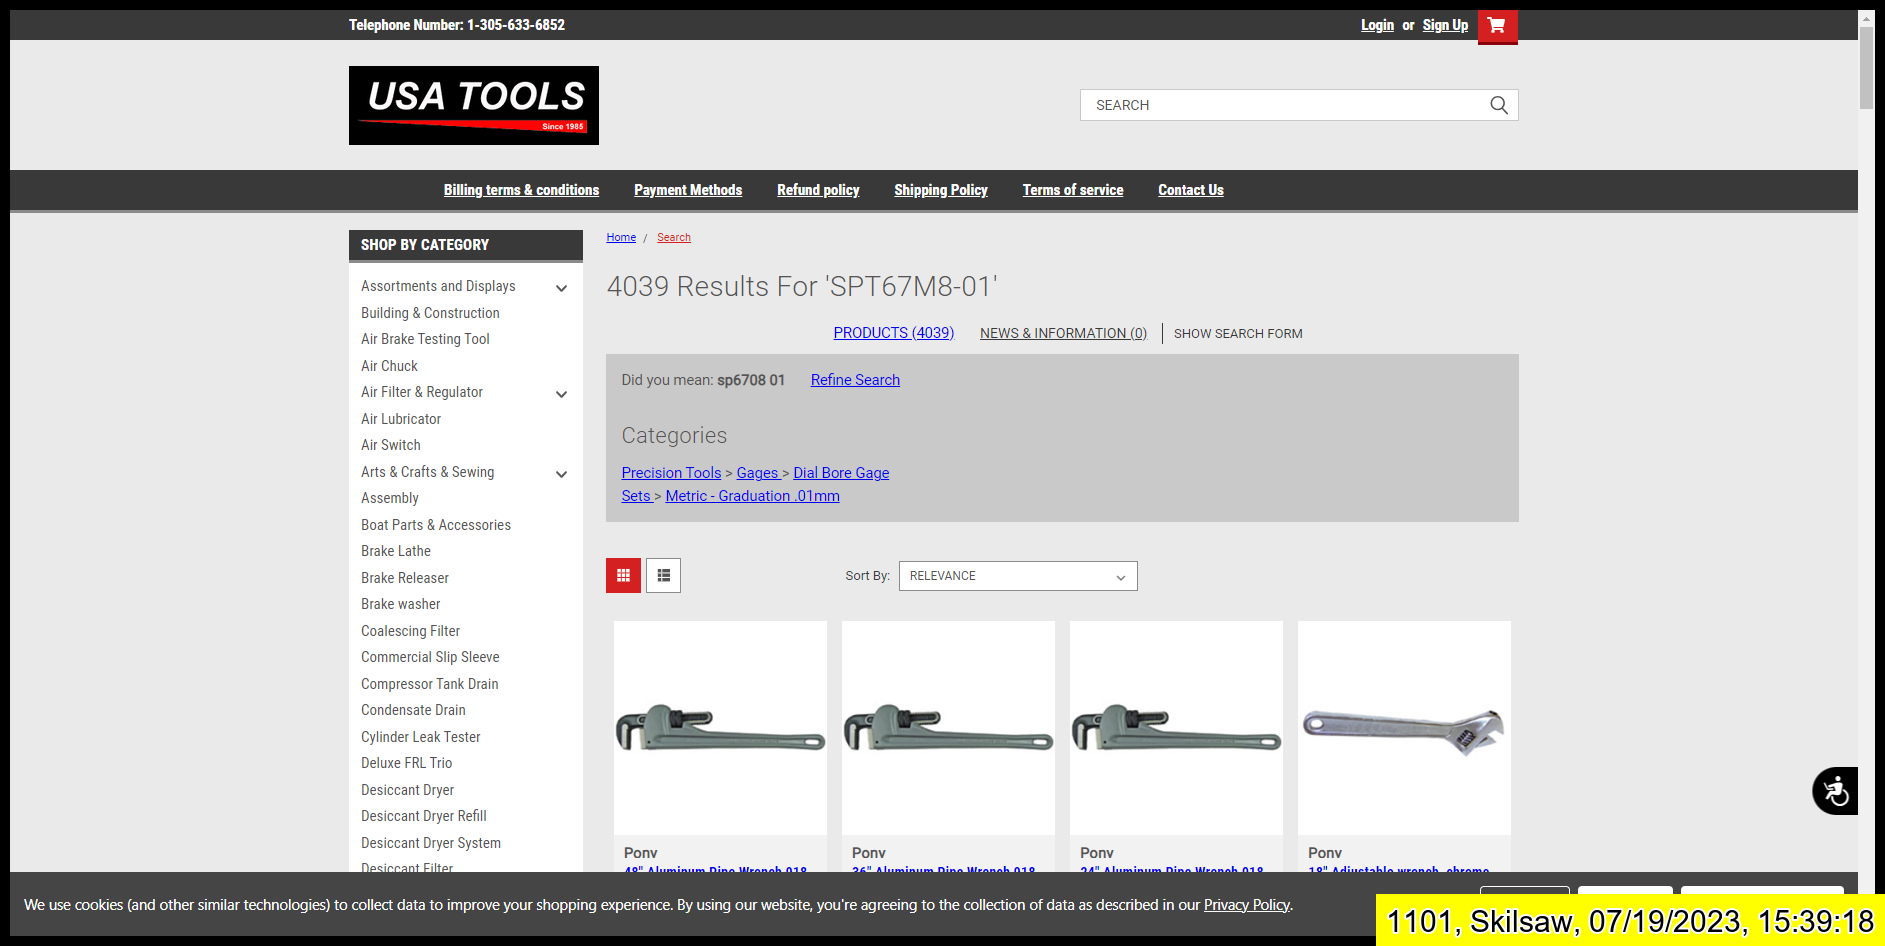 Telephone Number: 1-305-633-6852
Login or Sign Up
USA TOOLS
Since 1985
SEARCH
Billing terms & conditions Payment Methods Refund policy Shipping Policy Terms of service Contact Us
SHOP BY CATEGORY
Assortments and Displays
Building & Construction
Air Brake Testing Tool
Air Chuck
Air Filter & Regulator
Air Lubricator
Air Switch
Arts & Crafts & Sewing
Assembly
Boat Parts & Accessories
Brake Lathe
Brake Releaser
Brake washer
Coalescing Filter
Commercial Slip Sleeve
Compressor Tank Drain
Condensate Drain
Cylinder Leak Tester
Deluxe FRL Trio
Desiccant Dryer
Desiccant Dryer Refill
Desiccant Dryer System
Desiccant Filter
Home / Search
4039 Results For 'SPT67M8-01'
PRODUCTS (4039) NEWS & INFORMATION (0) SHOW SEARCH FORM
Did you mean: sp6708 01 Refine Search
Categories
Precision Tools > Gages > Dial Bore Gage
Sets > Metric - Graduation .01mm
Sort By: RELEVANCE
Ponv Ponv Ponv Ponv
48" Aluminum Pipe Wrench 018 36" Aluminum Pipe Wrench 018 24" Aluminum Pipe Wrench 018 18" Adjustable wrench, chrome
We use cookies (and other similar technologies) to collect data to improve your shopping experience. By using our website, you're agreeing to the collection of data as described in our Privacy Policy.
1101, Skilsaw, 07/19/2023, 15:39:18